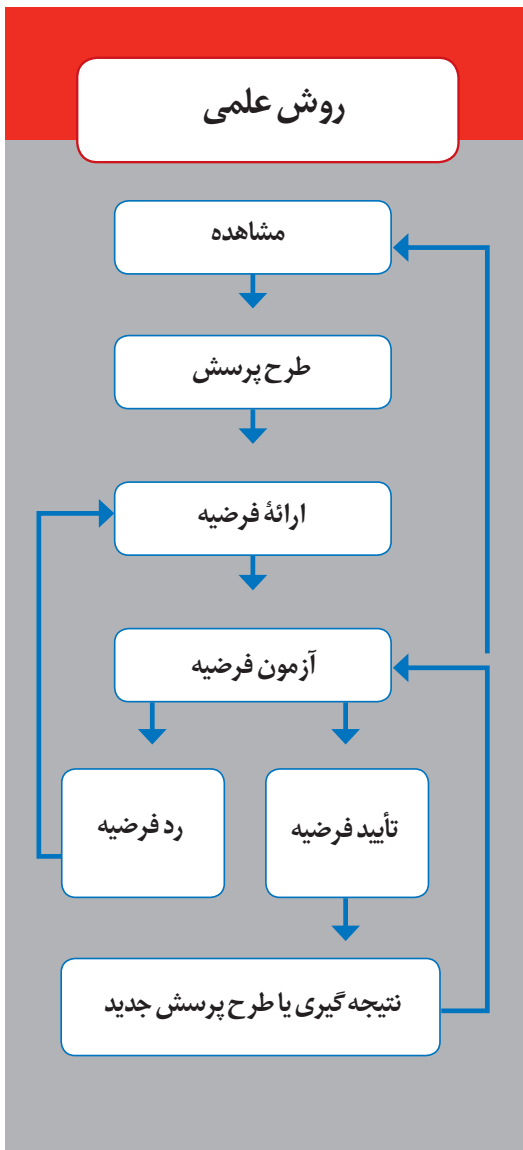 روش علمی
مشاهده
طرح پرسش
ارائهٔ فرضیه
آزمون فرضیه
تأیید فرضیه
رد فرضیه
نتیجه گیری یا طرح پرسش جدید